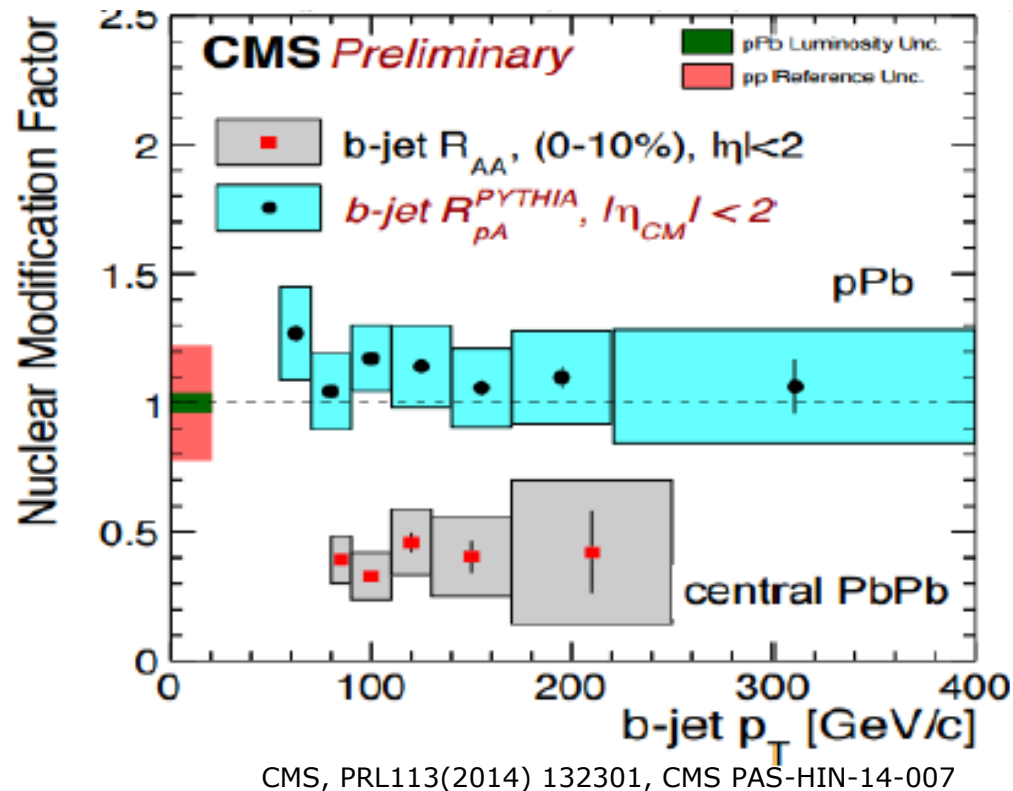 Nuclear Modification Factor
2.5
2
1.5
1
0.5
0
CMS Preliminary
pPb Luminosity Unc.
pp Reference Unc.
b-jet R_AA, (0-10%), |η|<2
b-jet R_pA^PYTHIA, |η_CM| < 2
pPb
central PbPb
0 100 200 300 400
b-jet p_T [GeV/c]
CMS, PRL113(2014) 132301, CMS PAS-HIN-14-007